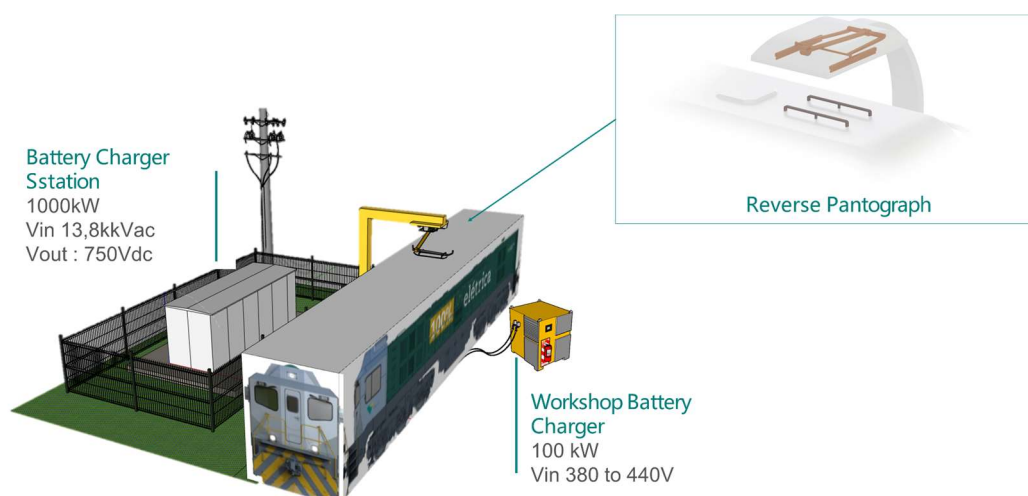 Battery Charger
Sstation
1000kW
Vin 13,8kkVac
Vout : 750Vdc
Reverse Pantograph
100%
elétrica
Workshop Battery
Charger
100 kW
Vin 380 to 440V